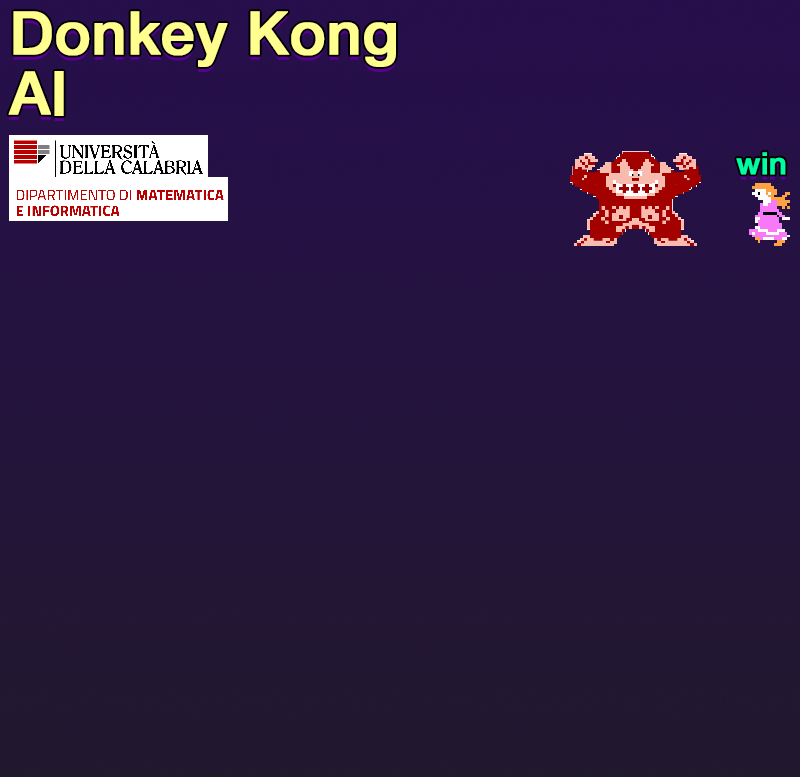 Donkey Kong
AI
UNIVERSITÀ
DELLA CALABRIA
DIPARTIMENTO DI MATEMATICA
E INFORMATICA
win